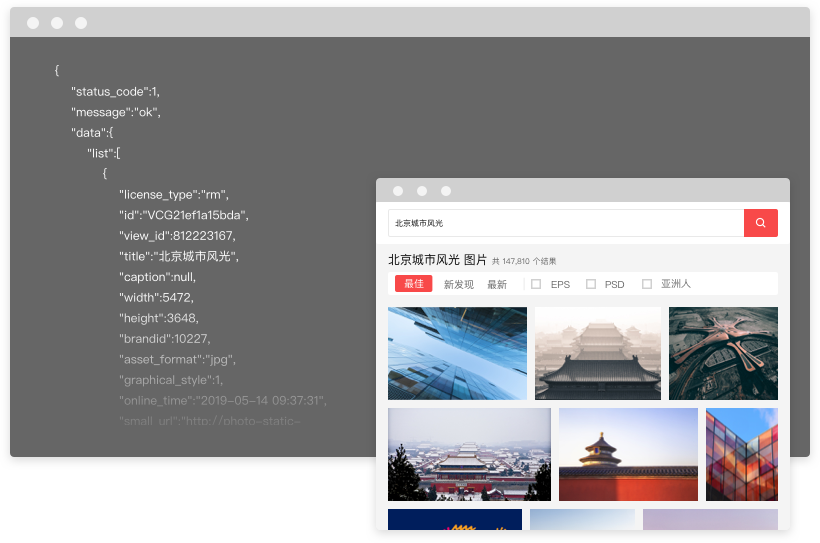 {
"status_code":1,
"message":"ok",
"data":{
"list":[
{
"license_type":"rm",
"id":"VCG21ef1a15bda",
"view_id":812223167,
"title":"北京城市风光",
"caption":null,
"width":5472,
"height":3648,
"brandid":10227,
"asset_format":"jpg",
"graphical_style":1,
"online_time":"2019-05-14 09:37:31",
"small_url":"http://photo-static-
北京城市风光
北京城市风光 图片 共 147,810 个结果
最佳 新发现 最新 EPS PSD 亚洲人